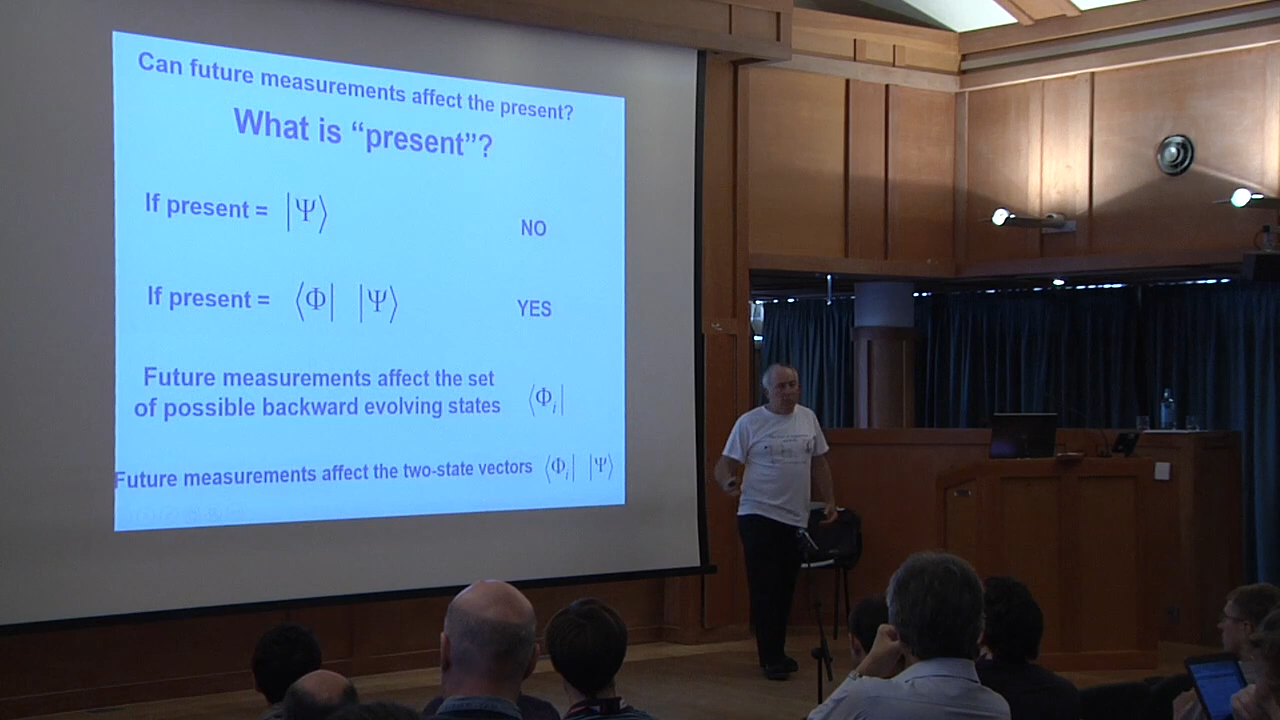 Can future measurements affect the present?
What is “present”?
If present = |Ψ⟩ NO
If present = ⟨Φ| |Ψ⟩ YES
Future measurements affect the set
of possible backward evolving states ⟨Φᵢ|
Future measurements affect the two-state vectors ⟨Φᵢ| |Ψ⟩